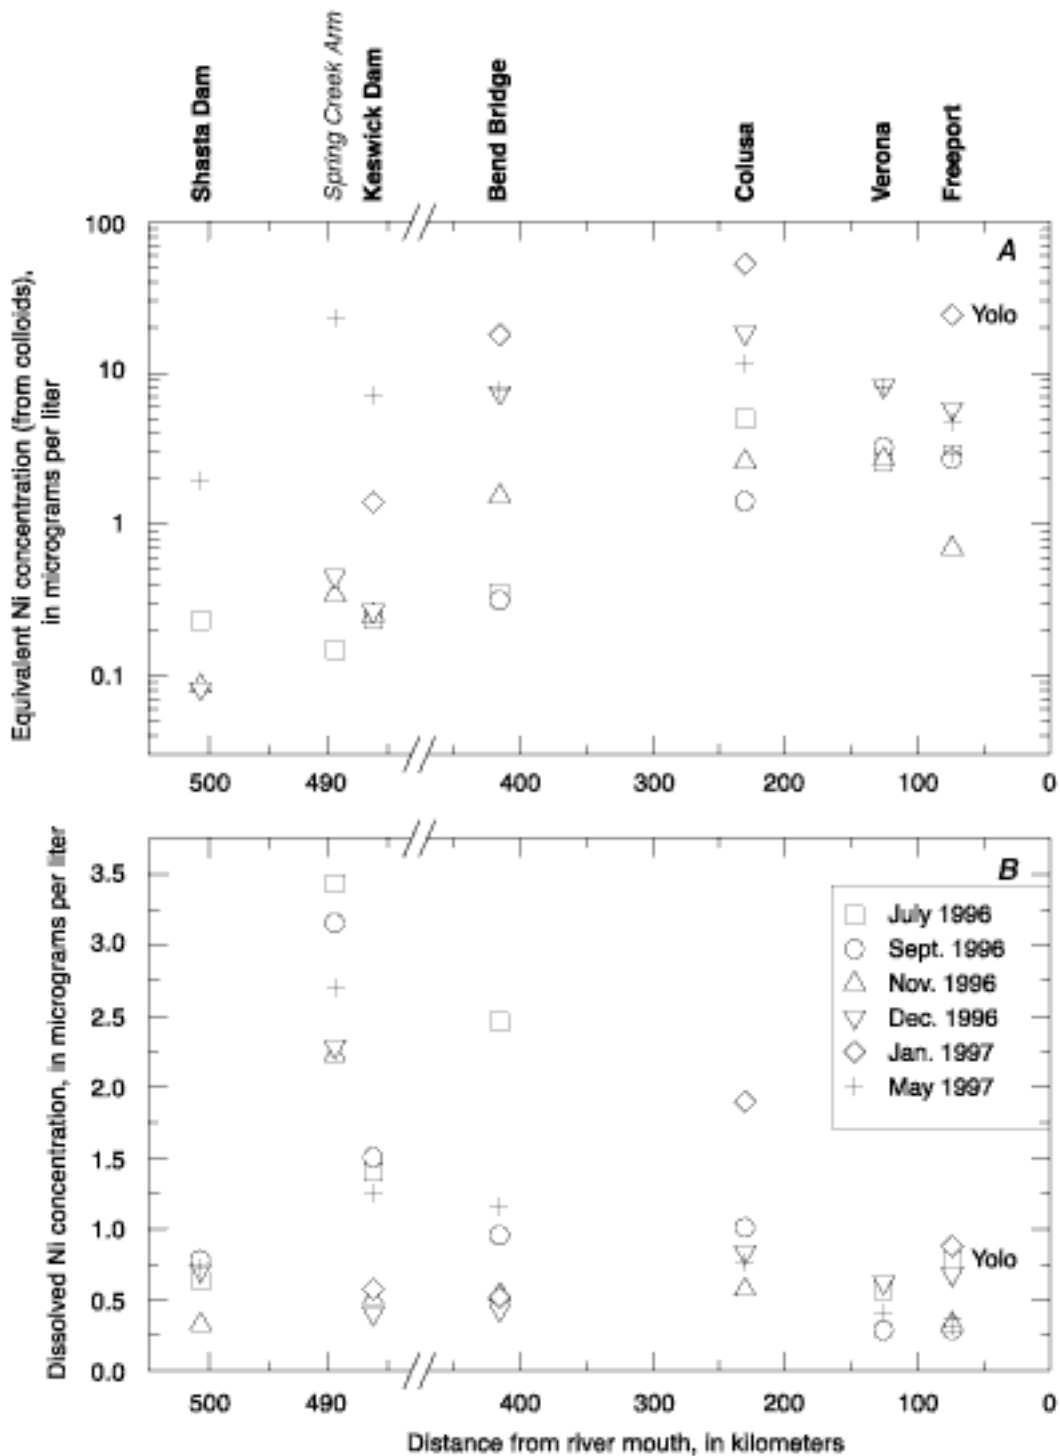 Shasta Dam
Spring Creek Arm
Keswick Dam
Bend Bridge
Colusa
Verona
Freeport
A
Equivalent Ni concentration (from colloids),
in micrograms per liter
100
10
1
0.1
Yolo
500 490 400 300 200 100 0
B
Dissolved Ni concentration, in micrograms per liter
3.5
3.0
2.5
2.0
1.5
1.0
0.5
0.0
July 1996
Sept. 1996
Nov. 1996
Dec. 1996
Jan. 1997
May 1997
Yolo
500 490 400 300 200 100 0
Distance from river mouth, in kilometers